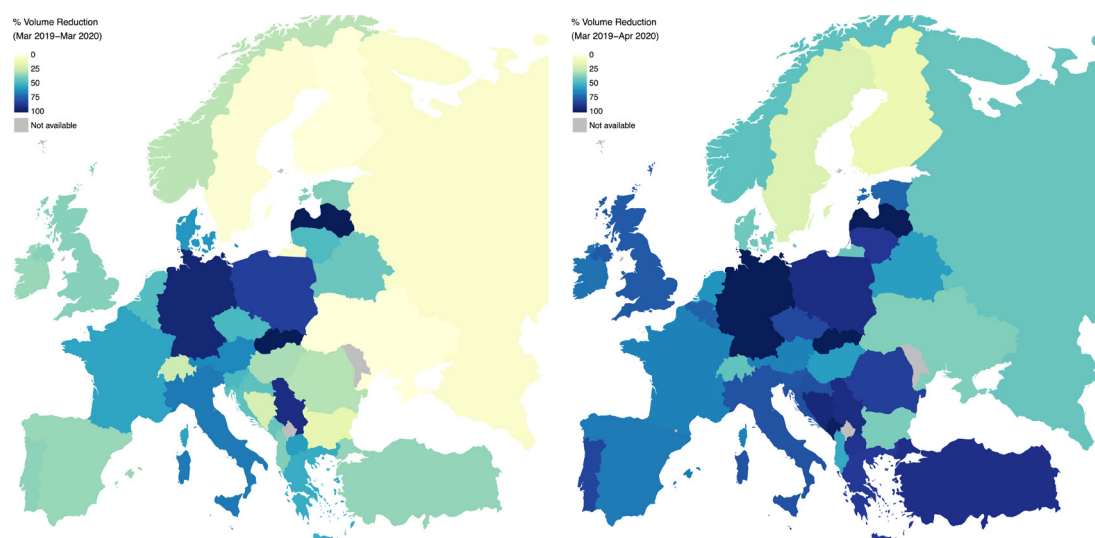 % Volume Reduction
(Mar 2019–Mar 2020)
0
25
50
75
100
Not available
% Volume Reduction
(Mar 2019–Apr 2020)
0
25
50
75
100
Not available